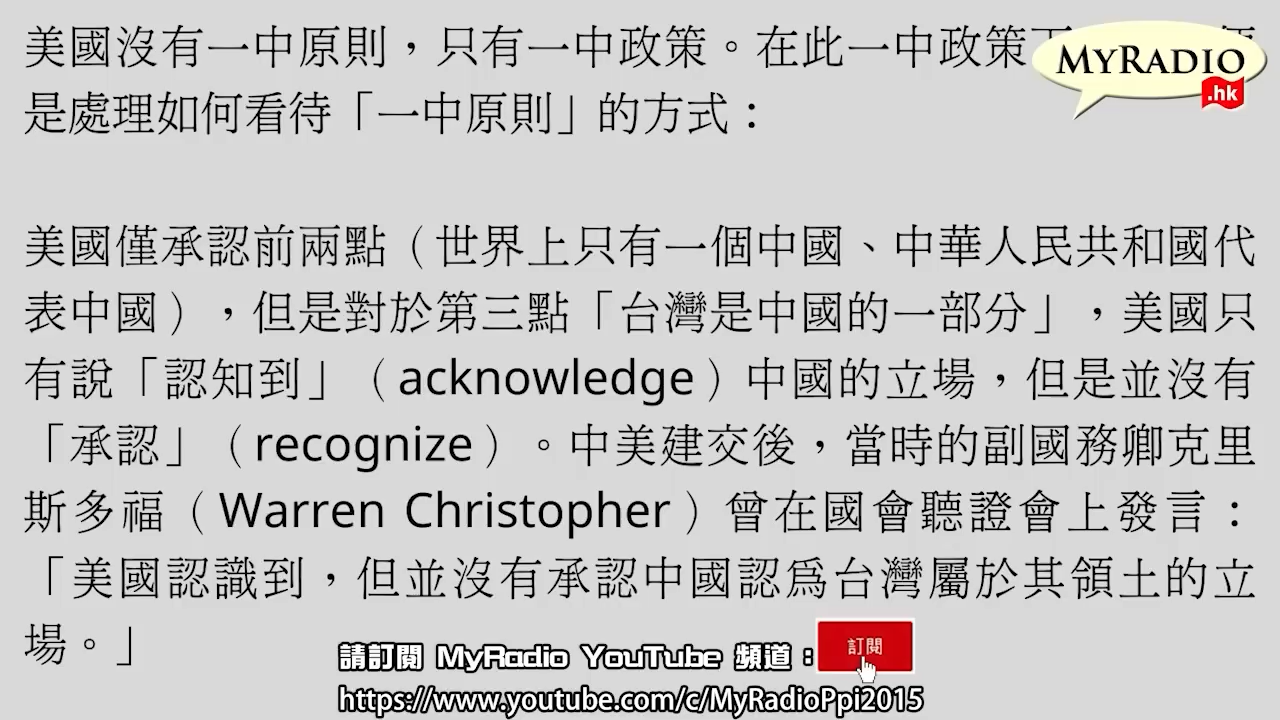 美國沒有一中原則，只有一中政策。在此一中政策
是處理如何看待「一中原則」的方式：
美國僅承認前兩點（世界上只有一個中國、中華人民共和國代
表中國），但是對於第三點「台灣是中國的一部分」，美國只
有說「認知到」（acknowledge）中國的立場，但是並沒有
「承認」（recognize）。中美建交後，當時的副國務卿克里
斯多福（Warren Christopher）曾在國會聽證會上發言：
「美國認識到，但並沒有承認中國認爲台灣屬於其領土的立
場。」
MyRadio
.hk
請訂閱 MyRadio YouTube 頻道：
訂閱
https://www.youtube.com/c/MyRadioPpi2015